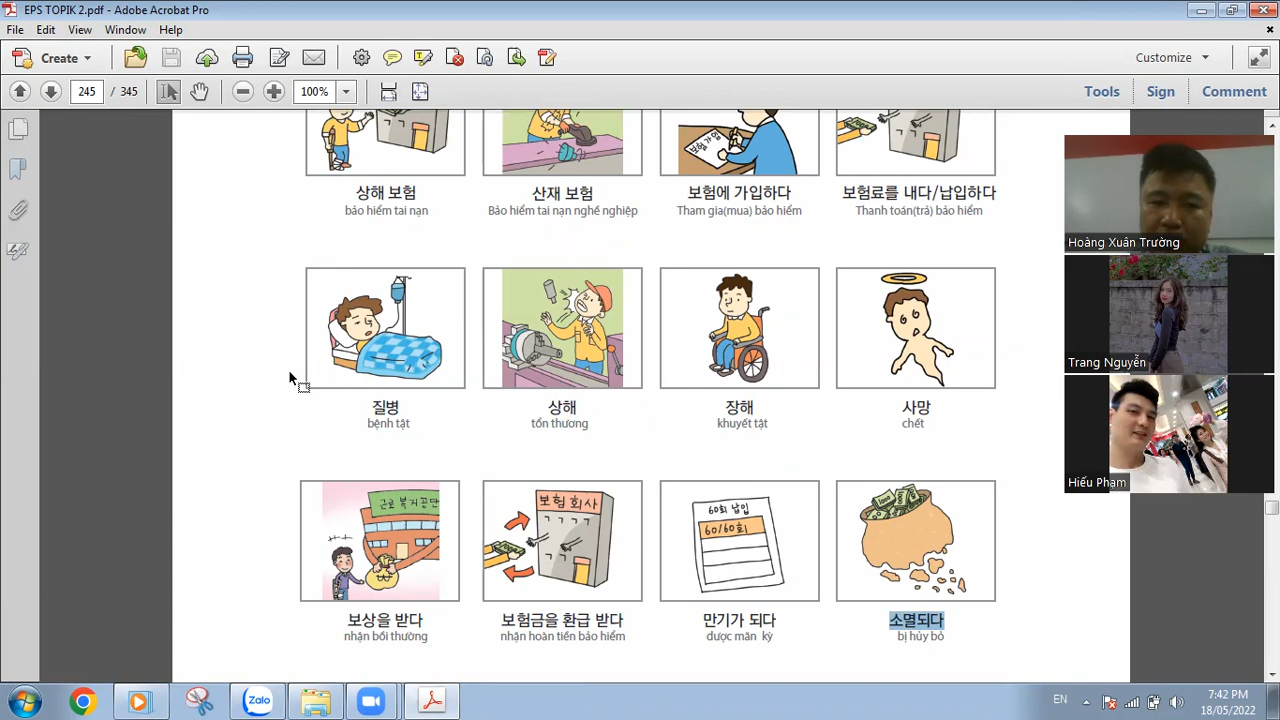 EPS TOPIK 2.pdf - Adobe Acrobat Pro
File Edit View Window Help
Create Customize
245 / 345 100% Tools Sign Comment
보험 가입
상해 보험 산재 보험 보험에 가입하다 보험료를 내다/납입하다
bảo hiểm tai nạn Bảo hiểm tai nạn nghề nghiệp Tham gia(mua) bảo hiểm Thanh toán(trả) bảo hiểm
Hoàng Xuân Trường
Trang Nguyễn
질병 상해 장해 사망
bệnh tật tổn thương khuyết tật chết
Hiếu Phạm
근로복지공단 보험 회사 60회 납입
60/60회
보상을 받다 보험금을 환급 받다 만기가 되다 소멸되다
nhận bồi thường nhận hoàn tiền bảo hiểm được mãn kỳ bị hủy bỏ
Zalo
EN 7:42 PM
18/05/2022